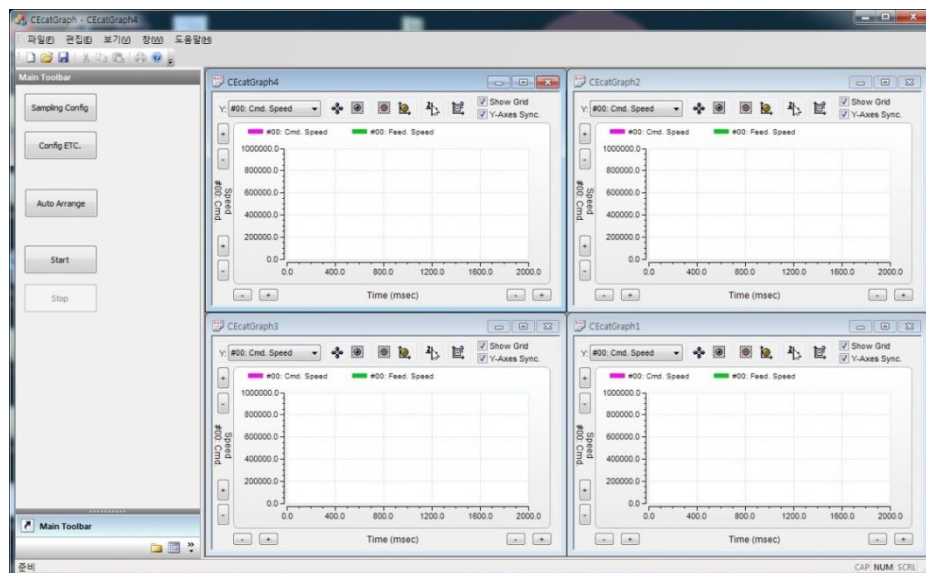 CEcatGraph - CEcatGraph4
파일(F) 편집(E) 보기(V) 창(W) 도움말(H)
Main Toolbar
Sampling Config
Config ETC.
Auto Arrange
Start
Stop
Main Toolbar
CEcatGraph4
Y: #00: Cmd. Speed
Show Grid
Y-Axes Sync.
#00: Cmd. Speed #00: Feed. Speed
1000000.0
800000.0
600000.0
400000.0
200000.0
0.0
#00: Cmd
Speed
0.0 400.0 800.0 1200.0 1600.0 2000.0
Time (msec)
CEcatGraph2
Y: #00: Cmd. Speed
Show Grid
Y-Axes Sync.
#00: Cmd. Speed #00: Feed. Speed
1000000.0
800000.0
600000.0
400000.0
200000.0
0.0
#00: Cmd
Speed
0.0 400.0 800.0 1200.0 1600.0 2000.0
Time (msec)
CEcatGraph3
Y: #00: Cmd. Speed
Show Grid
Y-Axes Sync.
#00: Cmd. Speed #00: Feed. Speed
1000000.0
800000.0
600000.0
400000.0
200000.0
0.0
#00: Cmd
Speed
0.0 400.0 800.0 1200.0 1600.0 2000.0
Time (msec)
CEcatGraph1
Y: #00: Cmd. Speed
Show Grid
Y-Axes Sync.
#00: Cmd. Speed #00: Feed. Speed
1000000.0
800000.0
600000.0
400000.0
200000.0
0.0
#00: Cmd
Speed
0.0 400.0 800.0 1200.0 1600.0 2000.0
Time (msec)
준비
CAP NUM SCRL